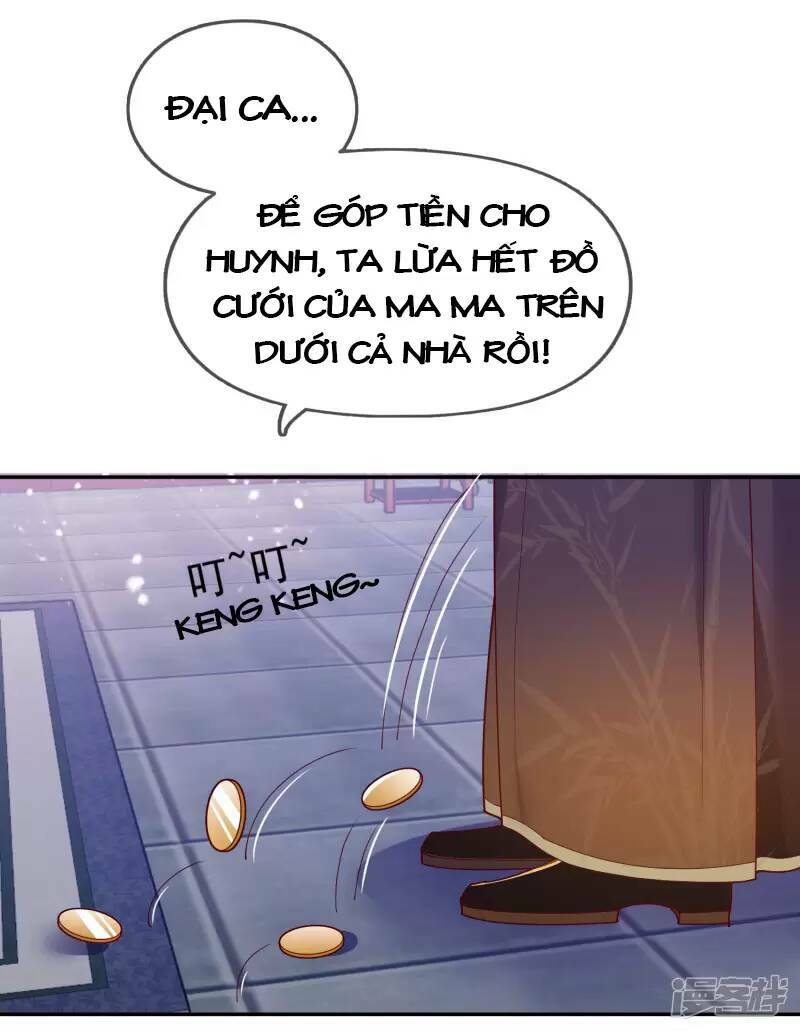 ĐẠI CA...
ĐỂ GÓP TIỀN CHO
HUYNH, TA LỪA HẾT ĐỒ
CƯỚI CỦA MA MA TRÊN
DƯỚI CẢ NHÀ RỒI!
叮~叮~
KENG KENG~
漫客栈